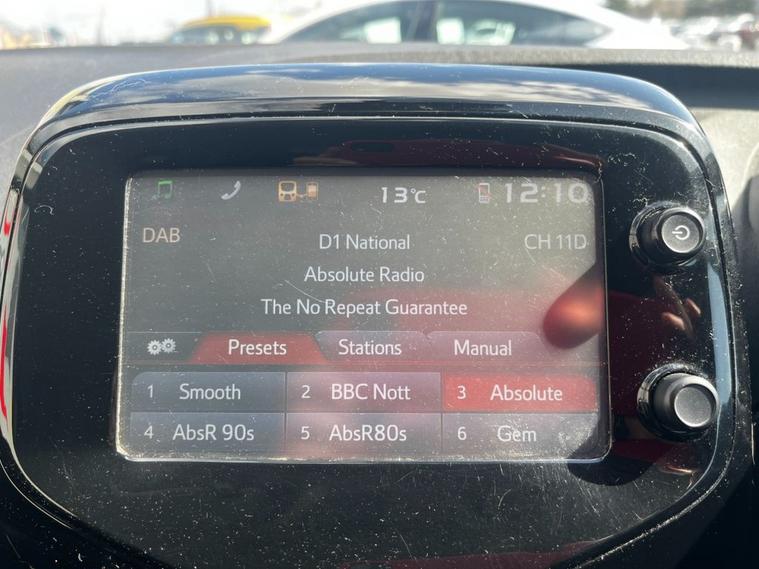 13°C 12:10
DAB D1 National CH 11D
Absolute Radio
The No Repeat Guarantee
Presets Stations Manual
1 Smooth 2 BBC Nott 3 Absolute
4 AbsR 90s 5 AbsR80s 6 Gem